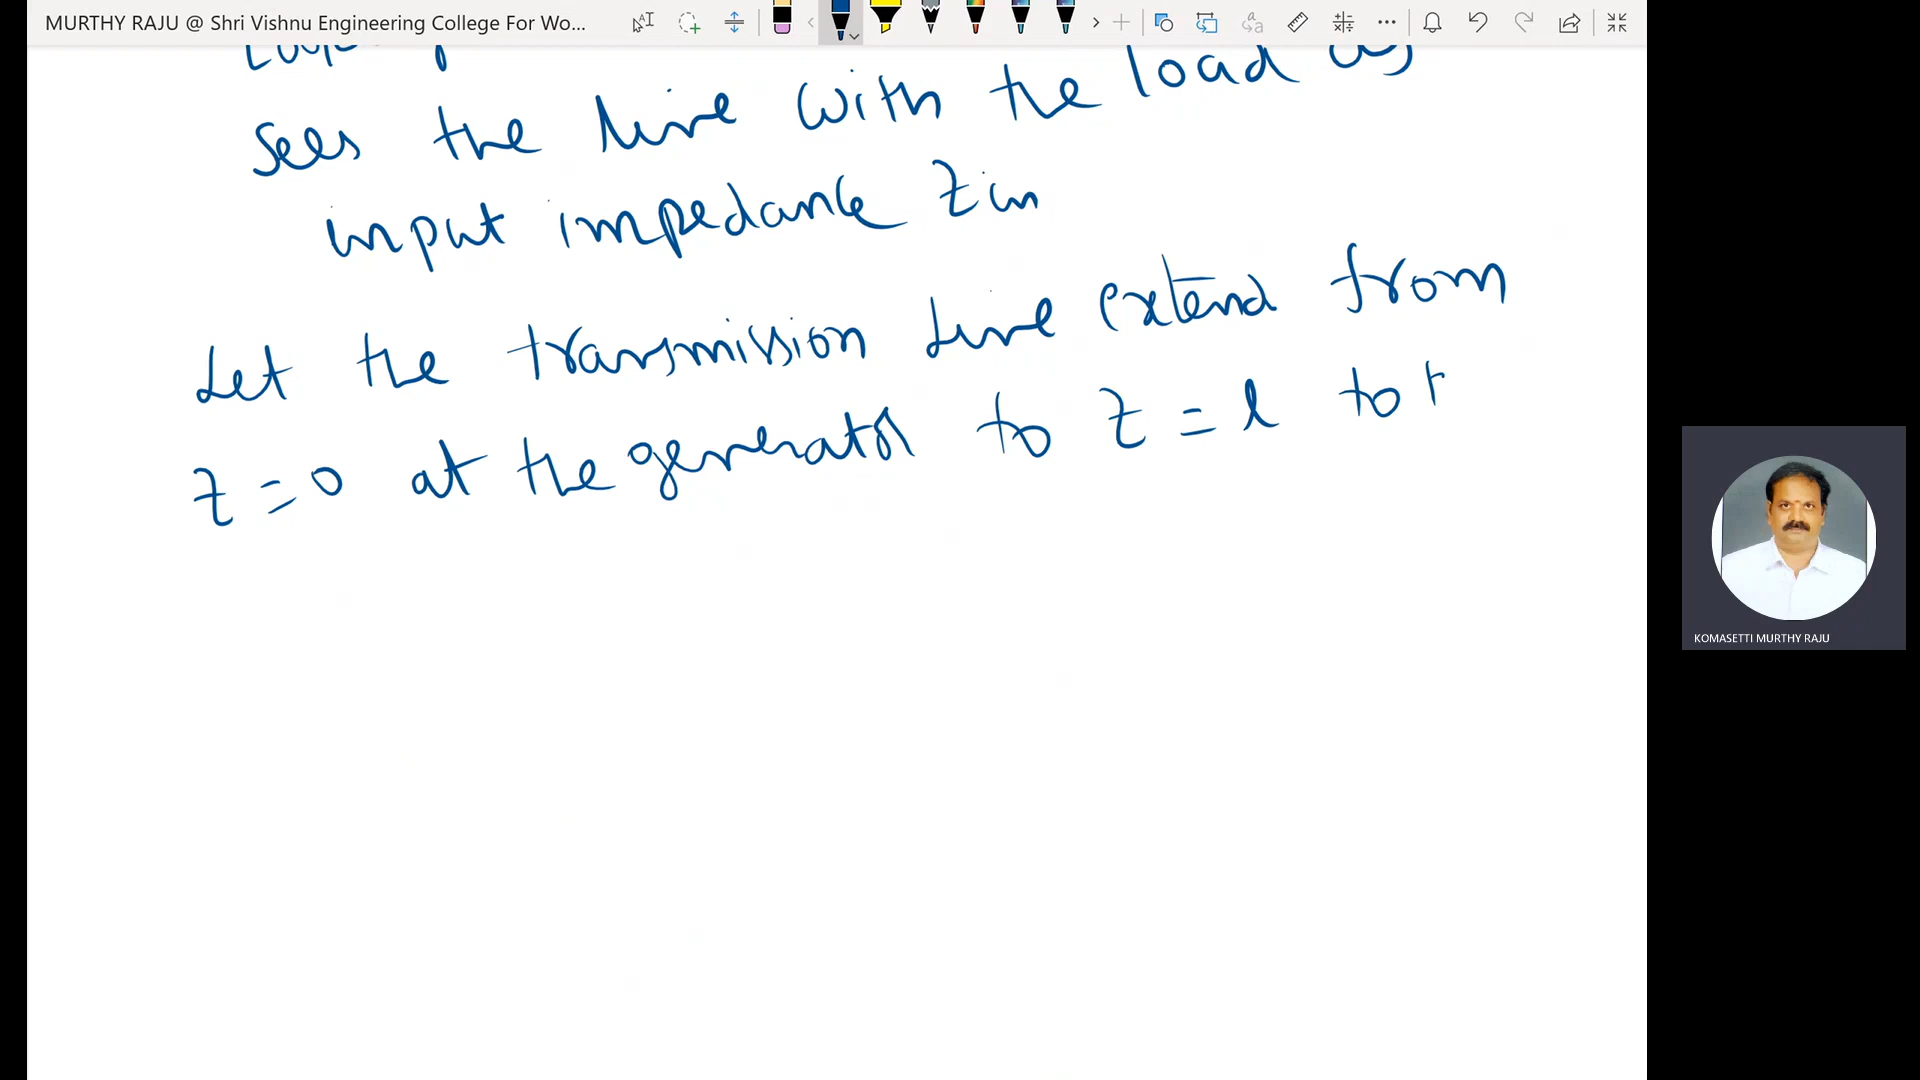 MURTHY RAJU @ Shri Vishnu Engineering College For Wo...
sees the line with the load as
input impedance Zin
Let the transmission line extend from
z = 0 at the generator to z = l to
KOMASETTI MURTHY RAJU